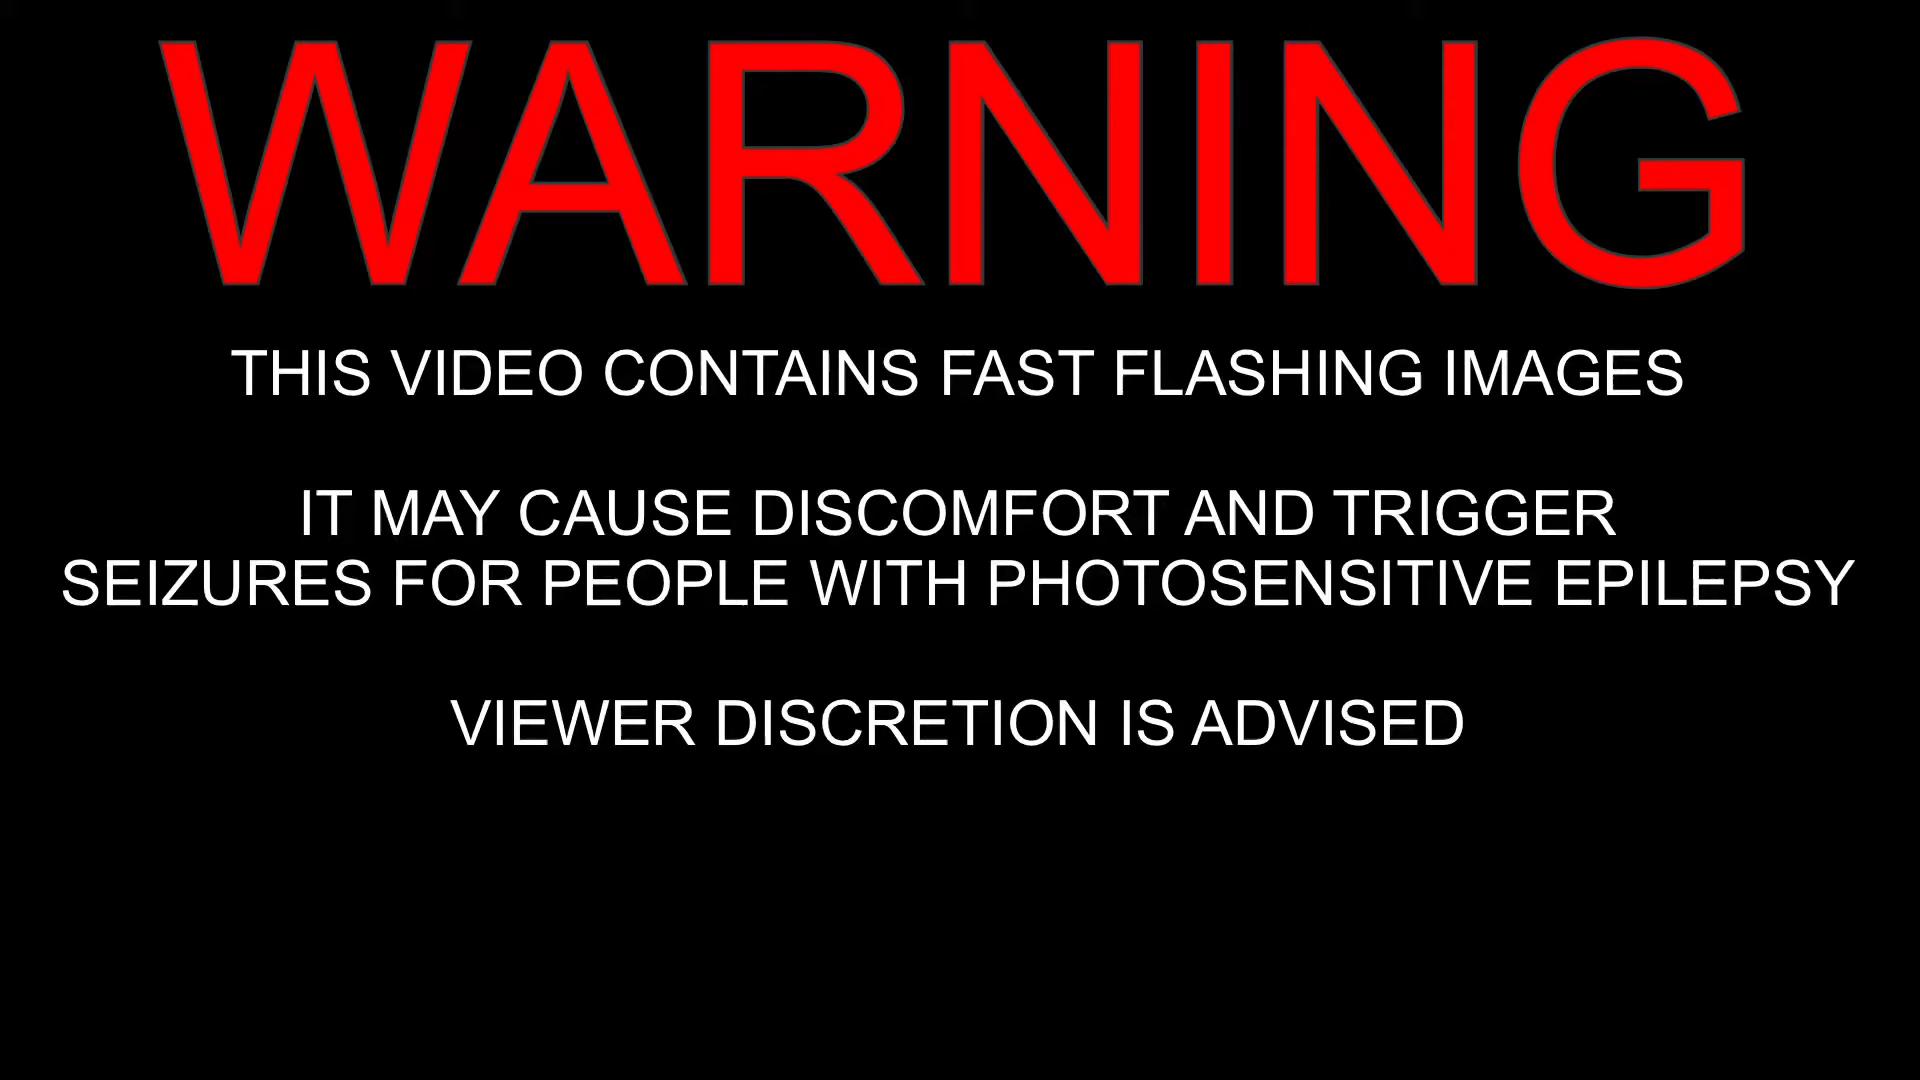 WARNING
THIS VIDEO CONTAINS FAST FLASHING IMAGES
IT MAY CAUSE DISCOMFORT AND TRIGGER
SEIZURES FOR PEOPLE WITH PHOTOSENSITIVE EPILEPSY
VIEWER DISCRETION IS ADVISED